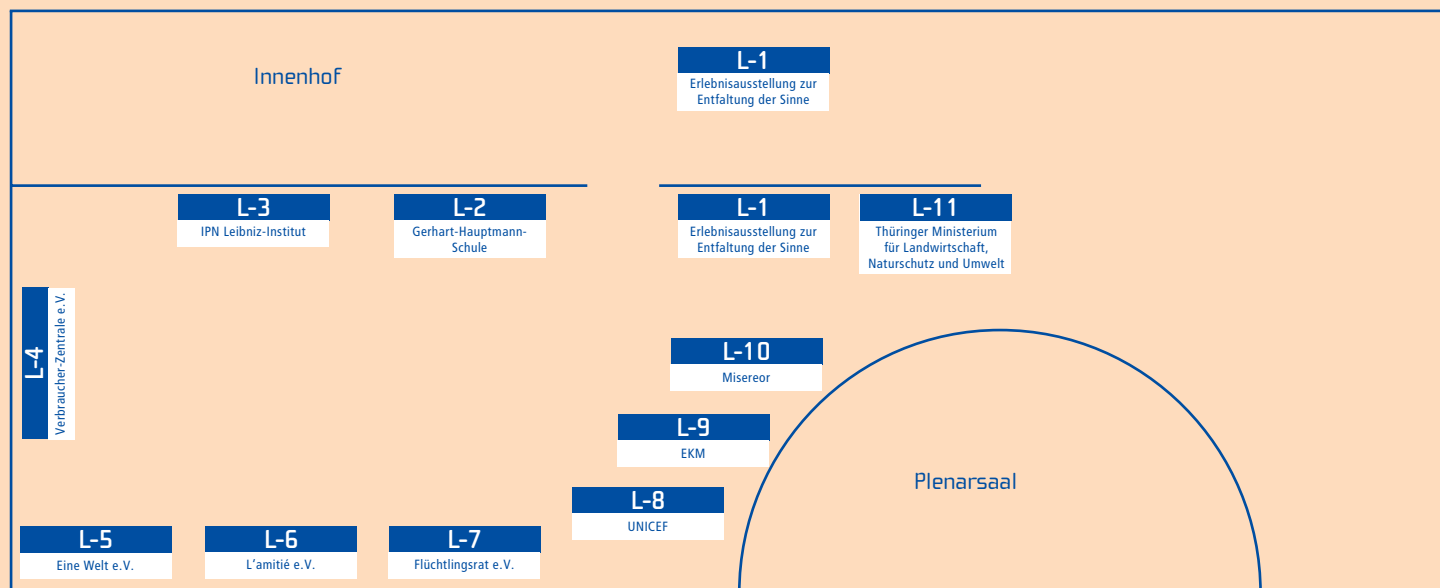 Innenhof
L-1
Erlebnisausstellung zur
Entfaltung der Sinne
L-3
IPN Leibniz-Institut
L-2
Gerhart-Hauptmann-
Schule
L-1
Erlebnisausstellung zur
Entfaltung der Sinne
L-11
Thüringer Ministerium
für Landwirtschaft,
Naturschutz und Umwelt
L-4
Verbraucher-Zentrale e.V.
L-10
Misereor
L-9
EKM
Plenarsaal
L-8
UNICEF
L-5
Eine Welt e.V.
L-6
L'amitié e.V.
L-7
Flüchtlingsrat e.V.